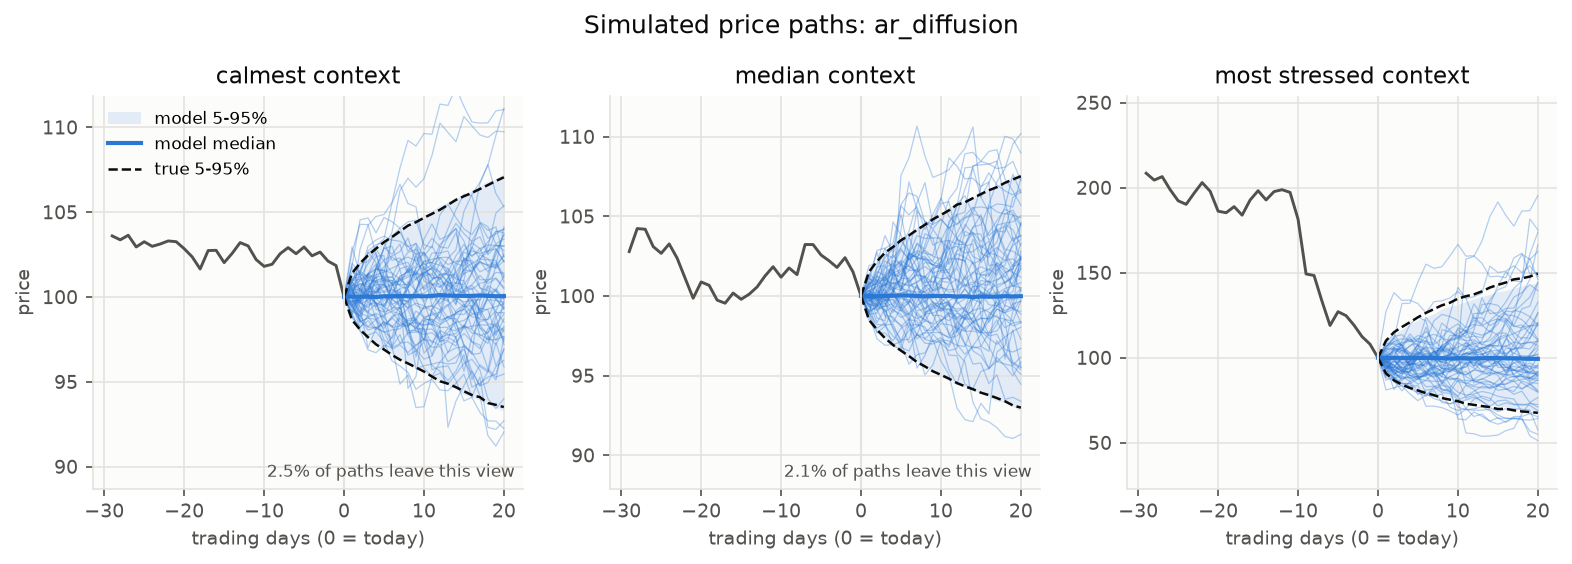 Simulated price paths: ar_diffusion
calmest context
model 5-95%
model median
true 5-95%
110
105
100
95
90
price
2.5% of paths leave this view
−30
−20
−10
0
10
20
trading days (0 = today)
median context
110
105
100
95
90
price
2.1% of paths leave this view
−30
−20
−10
0
10
20
trading days (0 = today)
most stressed context
250
200
150
100
50
price
−30
−20
−10
0
10
20
trading days (0 = today)